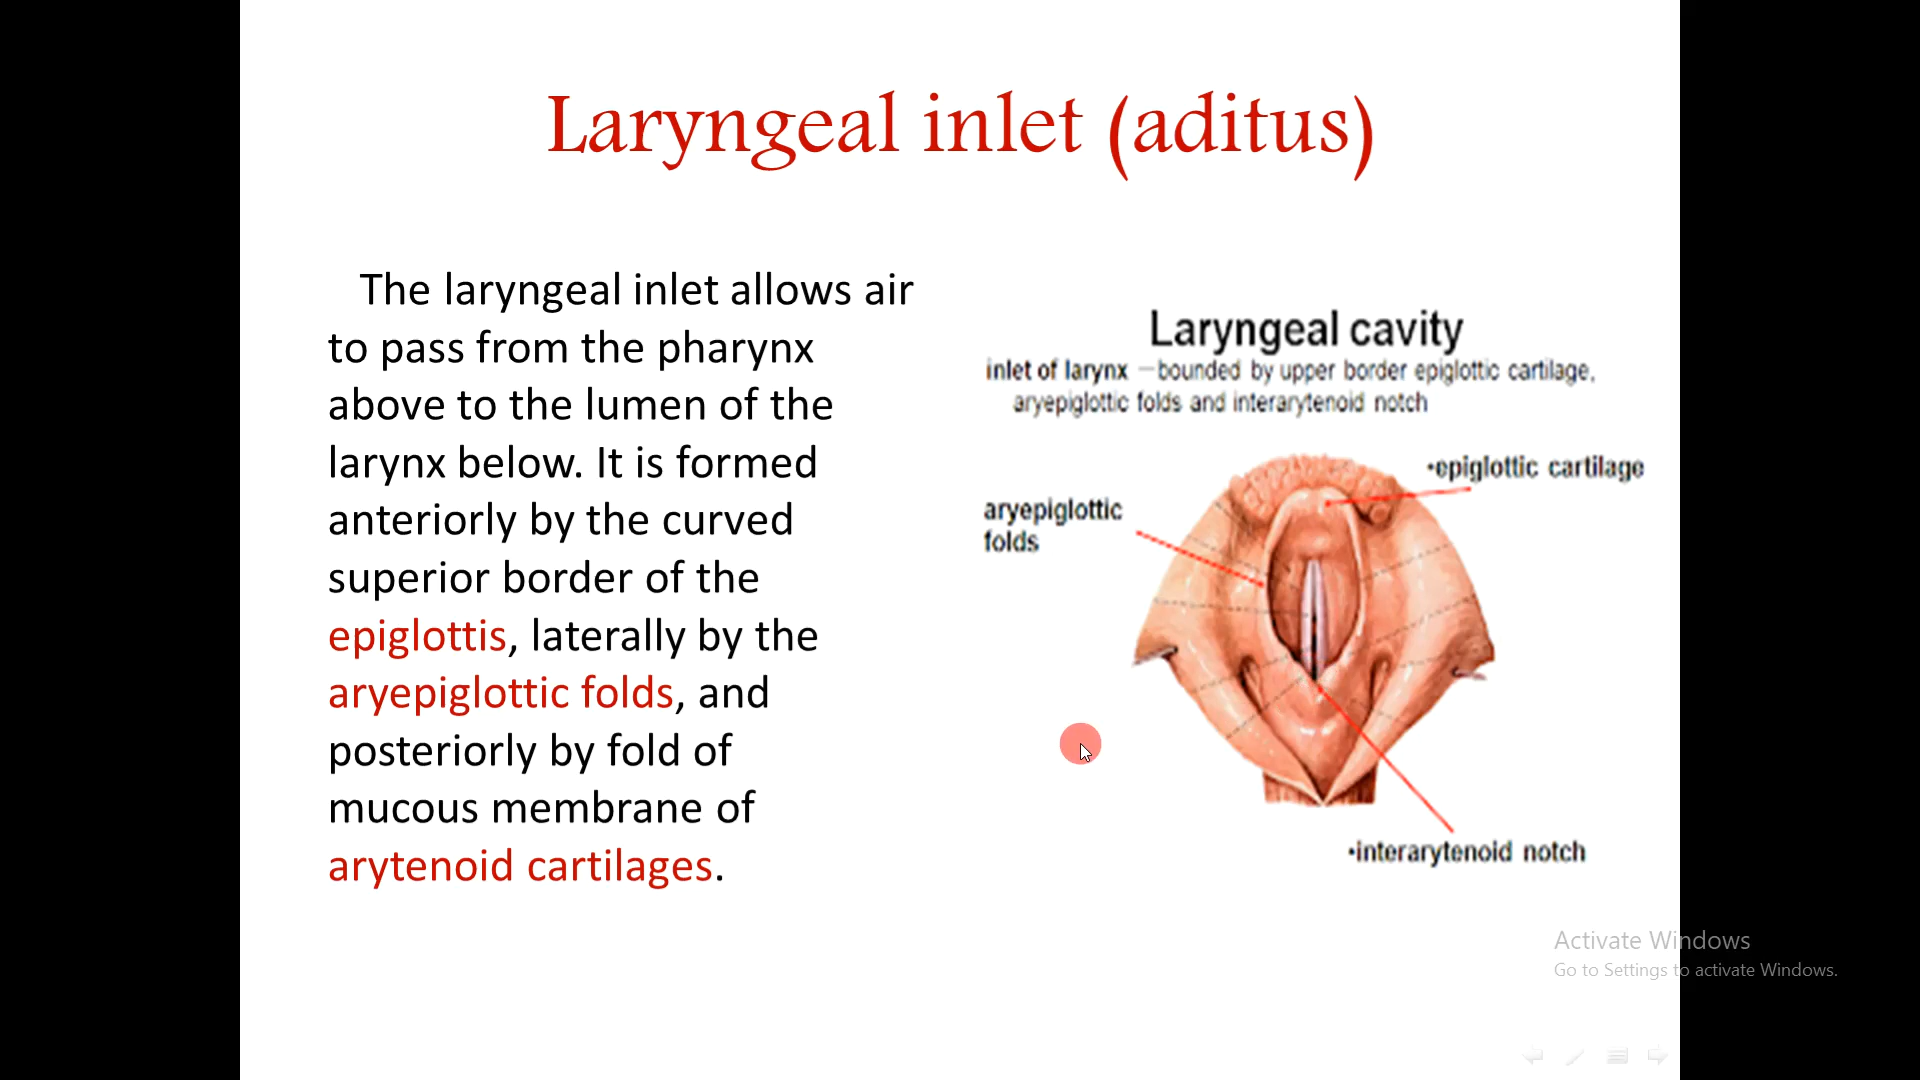 Laryngeal inlet (aditus)
The laryngeal inlet allows air
to pass from the pharynx
above to the lumen of the
larynx below. It is formed
anteriorly by the curved
superior border of the
epiglottis, laterally by the
aryepiglottic folds, and
posteriorly by fold of
mucous membrane of
arytenoid cartilages.
Laryngeal cavity
inlet of larynx –bounded by upper border epiglottic cartilage,
aryepiglottic folds and interarytenoid notch
•epiglottic cartilage
aryepiglottic
folds
•interarytenoid notch
Activate Windows
Go to Settings to activate Windows.